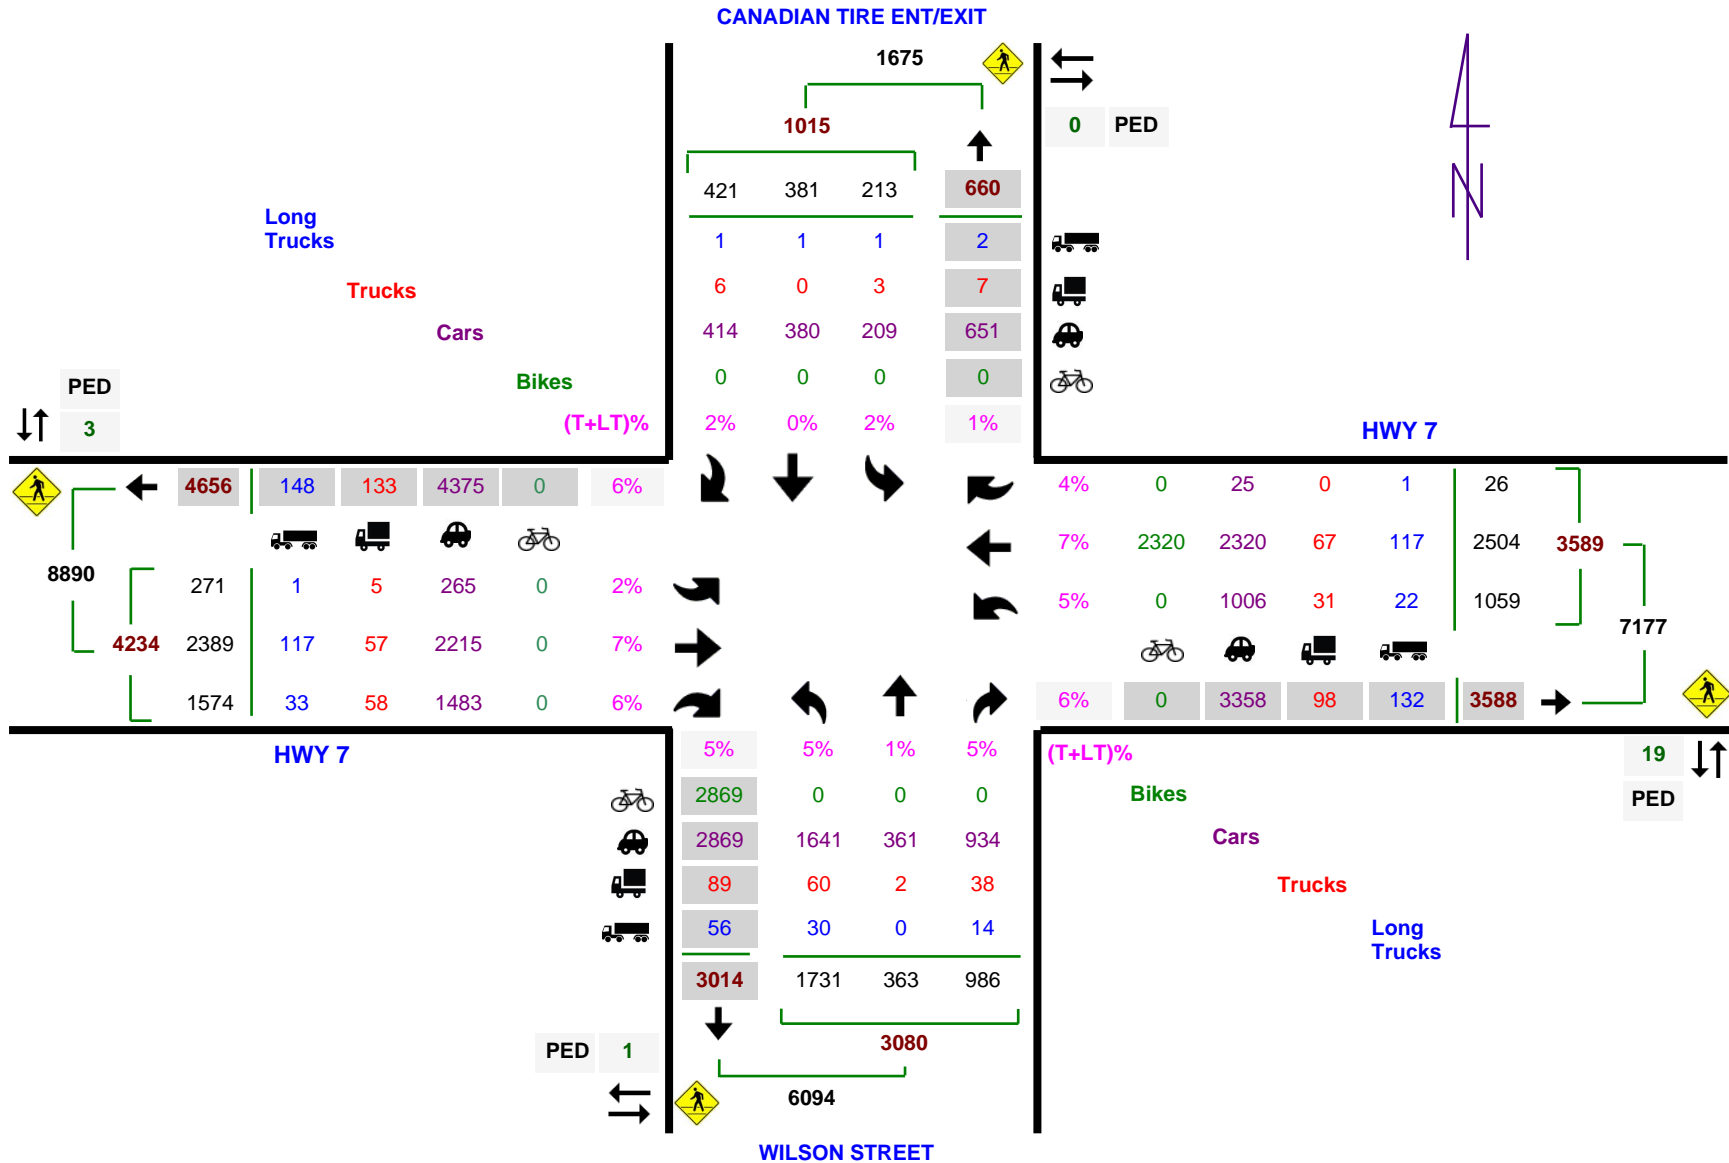 CANADIAN TIRE ENT/EXIT
1675
1015
0 PED
421 381 213 660
Long
Trucks
1 1 1 2
Trucks
6 0 3 7
Cars
414 380 209 651
Bikes
0 0 0 0
PED
3
(T+LT)% 2% 0% 2% 1%
N
HWY 7
4656 148 133 4375 0 6%
4% 0 25 0 1 26
7% 2320 2320 67 117 2504 3589
8890
271 1 5 265 0 2%
5% 0 1006 31 22 1059
7177
4234 2389 117 57 2215 0 7%
1574 33 58 1483 0 6%
6% 0 3358 98 132 3588
HWY 7
5% 5% 1% 5%
(T+LT)%
19
PED
2869 0 0 0
Bikes
2869 1641 361 934
Cars
89 60 2 38
Trucks
56 30 0 14
Long
Trucks
3014 1731 363 986
3080
PED 1
6094
WILSON STREET